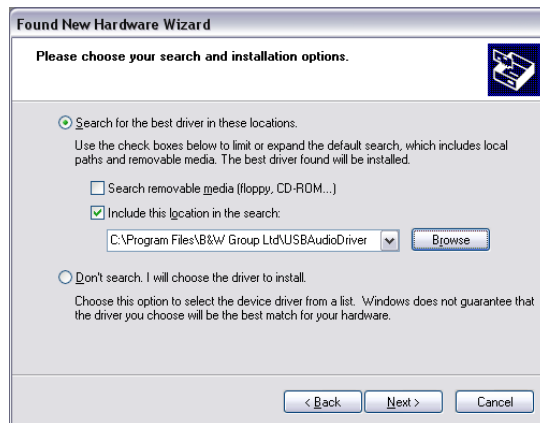 Found New Hardware Wizard
Please choose your search and installation options.
Search for the best driver in these locations.
Use the check boxes below to limit or expand the default search, which includes local
paths and removable media. The best driver found will be installed.
Search removable media (floppy, CD-ROM...)
Include this location in the search:
C:\Program Files\B&W Group Ltd\USBAudioDriver
Browse
Don't search. I will choose the driver to install.
Choose this option to select the device driver from a list. Windows does not guarantee that
the driver you choose will be the best match for your hardware.
< Back
Next >
Cancel